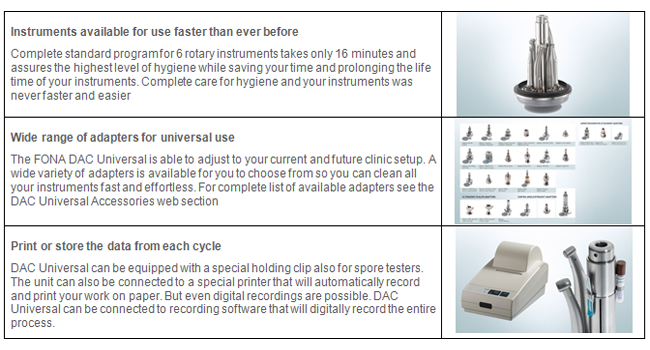 Instruments available for use faster than ever before
Complete standard program for 6 rotary instruments takes only 16 minutes and
assures the highest level of hygiene while saving your time and prolonging the life
time of your instruments. Complete care for hygiene and your instruments was
never faster and easier
Wide range of adapters for universal use
The FONA DAC Universal is able to adjust to your current and future clinic setup. A
wide variety of adapters is available for you to choose from so you can clean all
your instruments fast and effortless. For complete list of available adapters see the
DAC Universal Accessories web section
Print or store the data from each cycle
DAC Universal can be equipped with a special holding clip also for spore testers.
The unit can also be connected to a special printer that will automatically record
and print your work on paper. But even digital recordings are possible. DAC
Universal can be connected to recording software that will digitally record the entire
process.